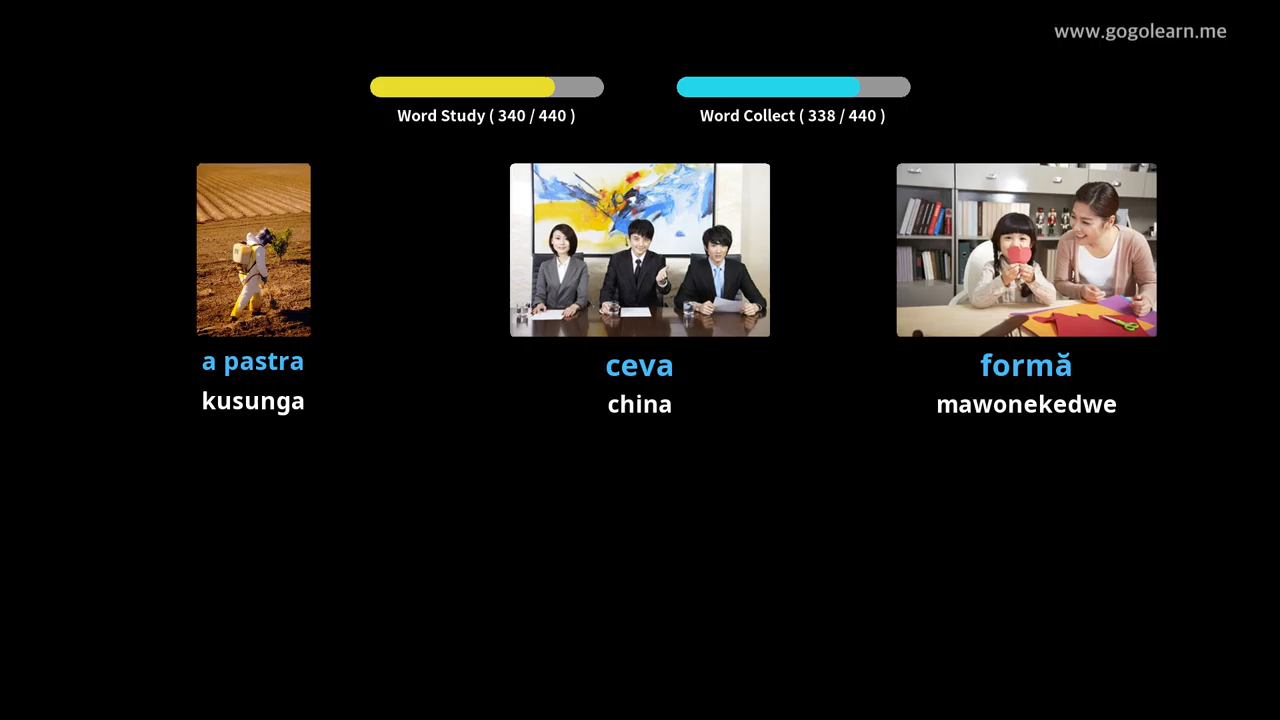 www.gogolearn.me
Word Study ( 340 / 440 )
Word Collect ( 338 / 440 )
a pastra
kusunga
ceva
china
formă
mawonekedwe